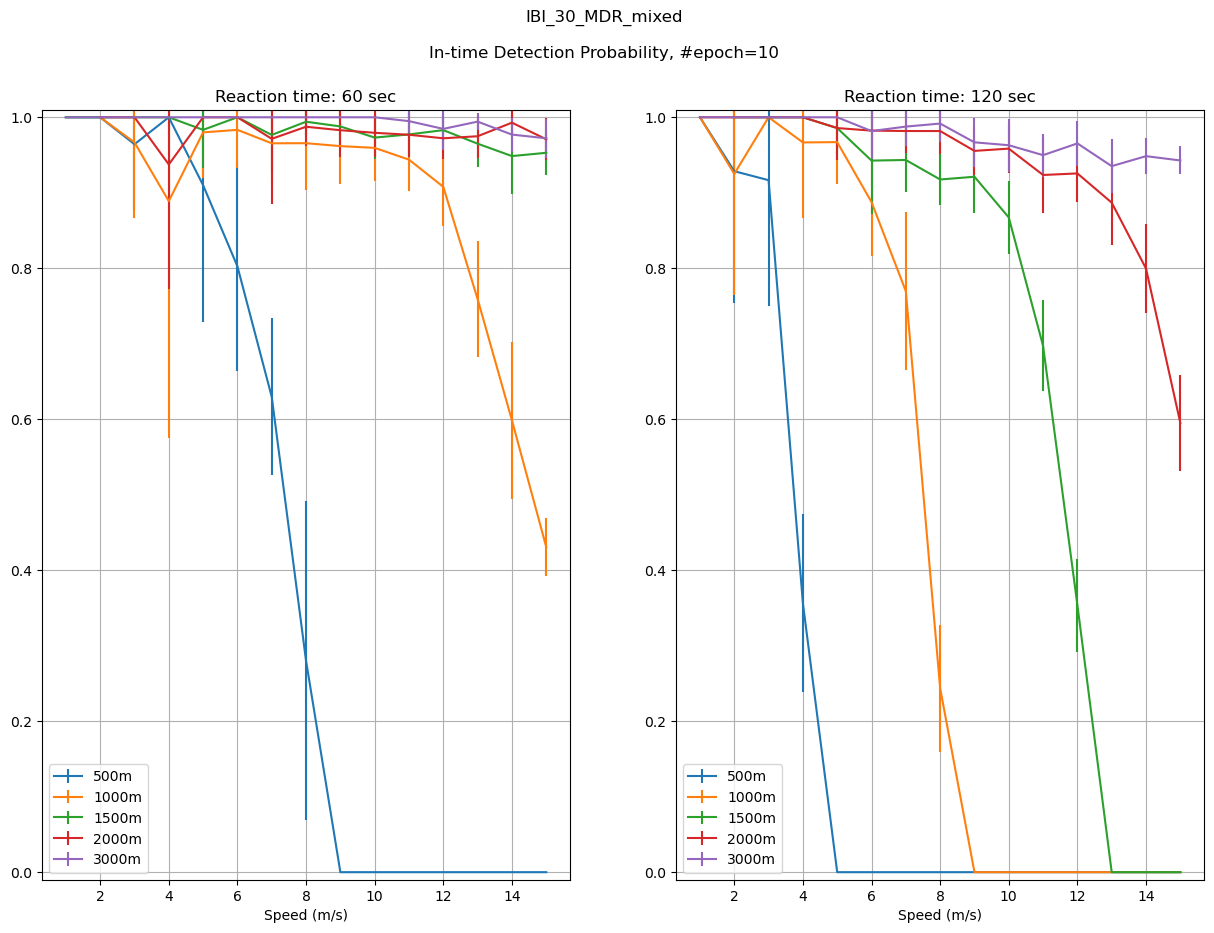 IBI_30_MDR_mixed
In-time Detection Probability, #epoch=10
Reaction time: 60 sec
1.0
0.8
0.6
0.4
0.2
0.0
2 4 6 8 10 12 14
Speed (m/s)
500m
1000m
1500m
2000m
3000m
Reaction time: 120 sec
1.0
0.8
0.6
0.4
0.2
0.0
2 4 6 8 10 12 14
Speed (m/s)
500m
1000m
1500m
2000m
3000m